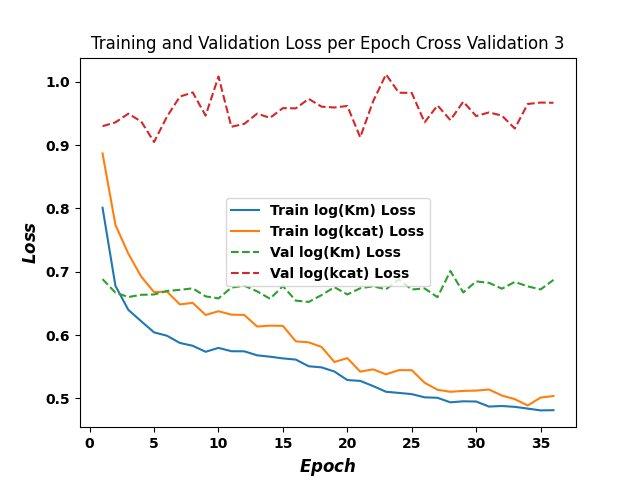 Training and Validation Loss per Epoch Cross Validation 3
1.0
0.9
0.8
0.7
0.6
0.5
Loss
Train log(Km) Loss
Train log(kcat) Loss
Val log(Km) Loss
Val log(kcat) Loss
0 5 10 15 20 25 30 35
Epoch